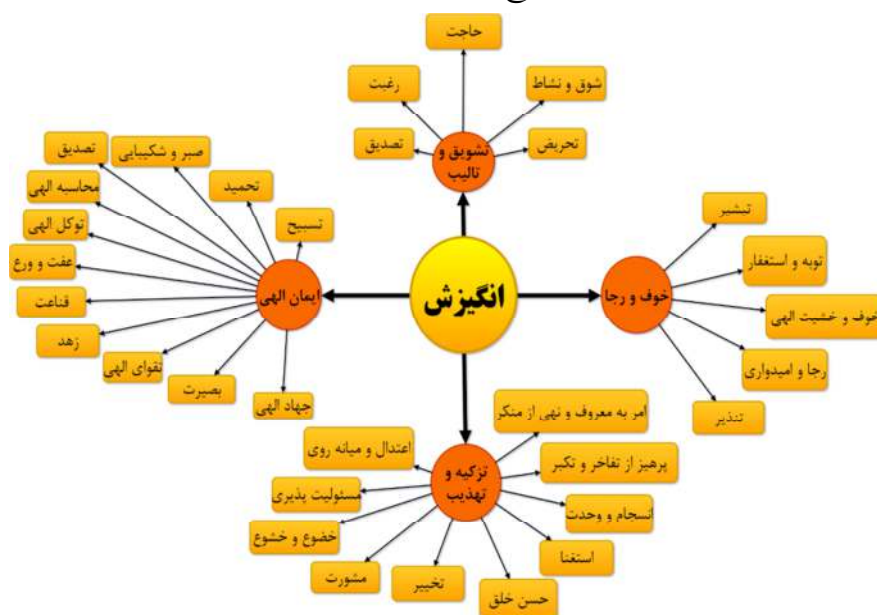 حاجت
شوق و نشاط
رغبت
تحریض
تصدیق
تشویق و
تالیب
صبر و شکیبایی
تصدیق
تحمید
محاسبه الهی
توکل الهی
تسبیح
عفت و ورع
ایمان الهی
قناعت
زهد
تقوای الهی
بصیرت
جهاد الهی
انگیزش
تبشیر
توبه و استغفار
خوف و رجا
خوف و خشیت الهی
رجا و امیدواری
تنذیر
امر به معروف و نهی از منکر
اعتدال و میانه روی
پرهیز از تفاخر و تکبر
تزکیه و
تهذیب
مسئولیت پذیری
انسجام و وحدت
خضوع و خشوع
استغنا
مشورت
تخییر
حسن خلق